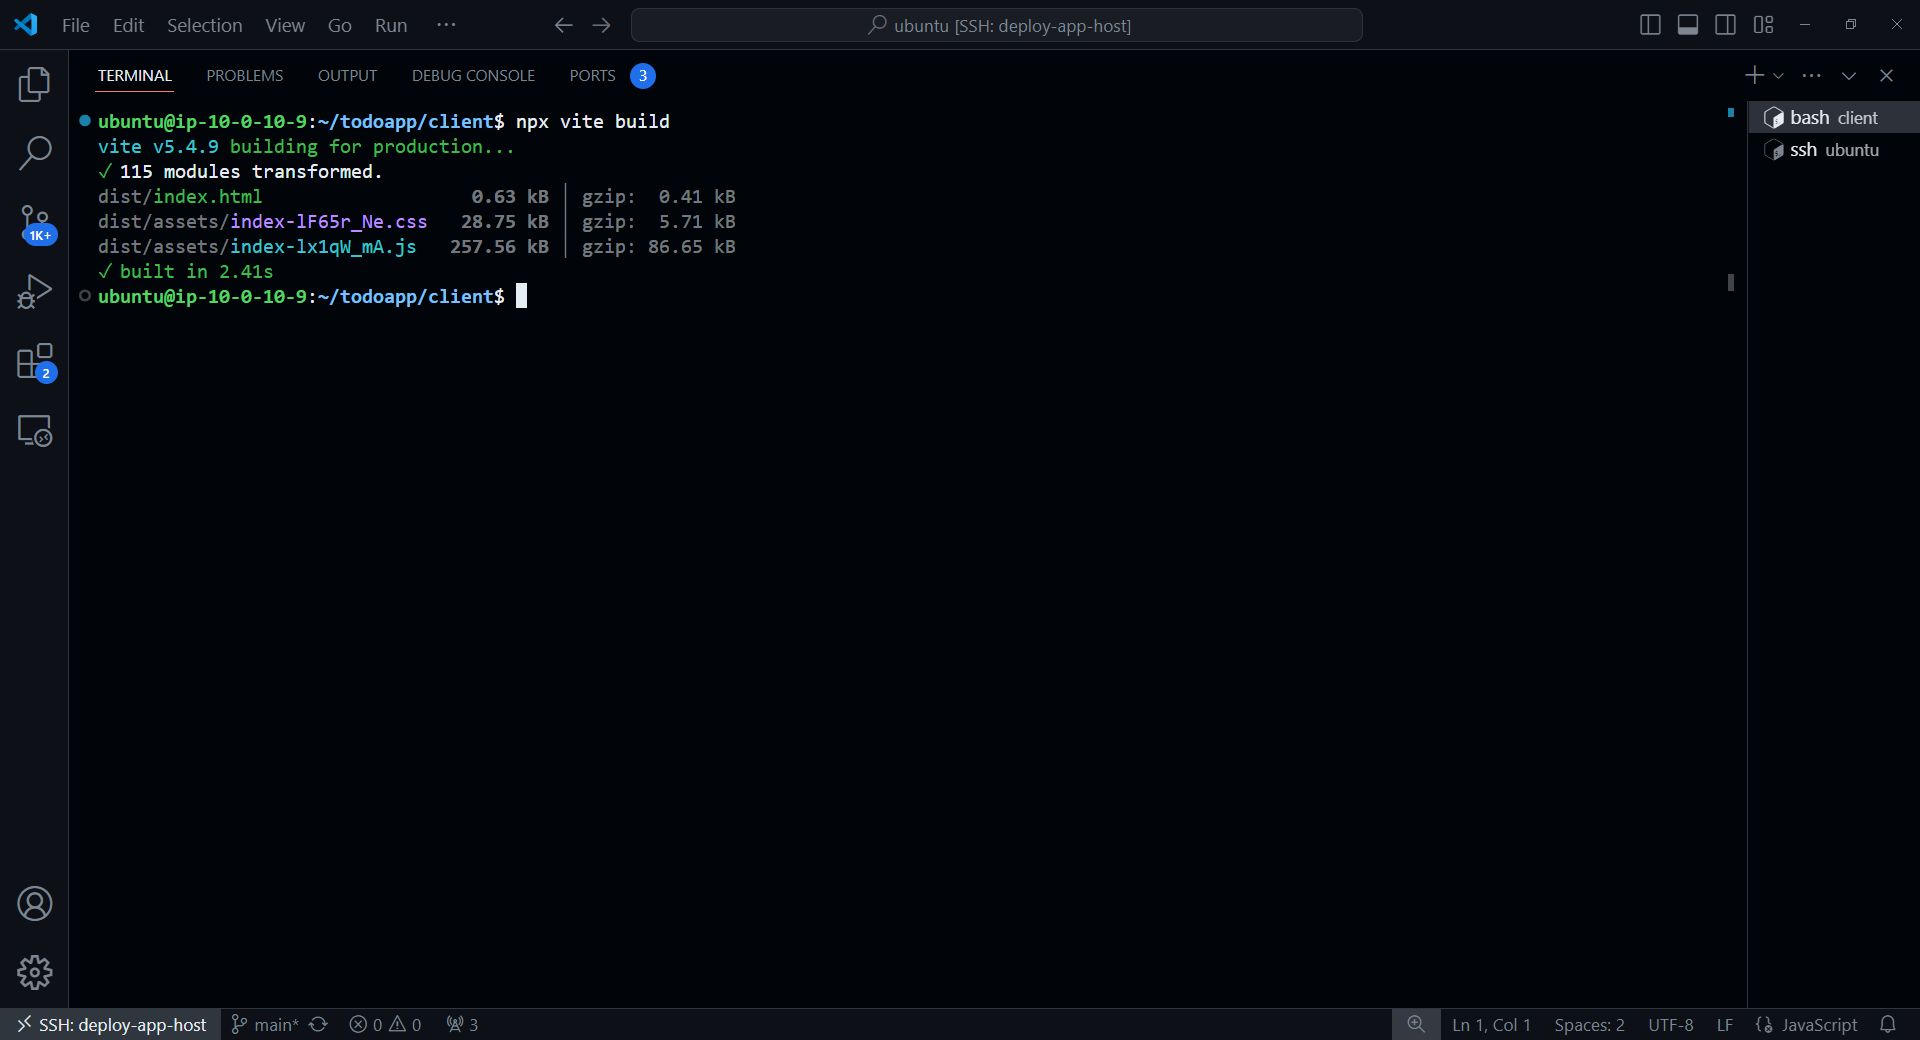 File Edit Selection View Go Run ···
ubuntu [SSH: deploy-app-host]
TERMINAL PROBLEMS OUTPUT DEBUG CONSOLE PORTS 3
ubuntu@ip-10-0-10-9:~/todoapp/client$ npx vite build
vite v5.4.9 building for production...
✓ 115 modules transformed.
dist/index.html 0.63 kB │ gzip: 0.41 kB
dist/assets/index-lF65r_Ne.css 28.75 kB │ gzip: 5.71 kB
dist/assets/index-lx1qW_mA.js 257.56 kB │ gzip: 86.65 kB
✓ built in 2.41s
ubuntu@ip-10-0-10-9:~/todoapp/client$
bash client
ssh ubuntu
1K+
2
SSH: deploy-app-host main* 0 0 3
Ln 1, Col 1 Spaces: 2 UTF-8 LF JavaScript